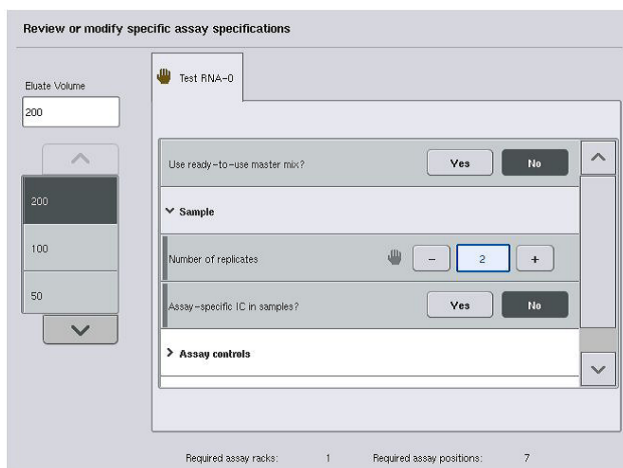 Review or modify specific assay specifications
Eluate Volume
200
200
100
50
Test RNA-0
Use ready-to-use master mix? Yes No
Sample
Number of replicates - 2 +
Assay-specific IC in samples? Yes No
Assay controls
Required assay racks: 1 Required assay positions: 7